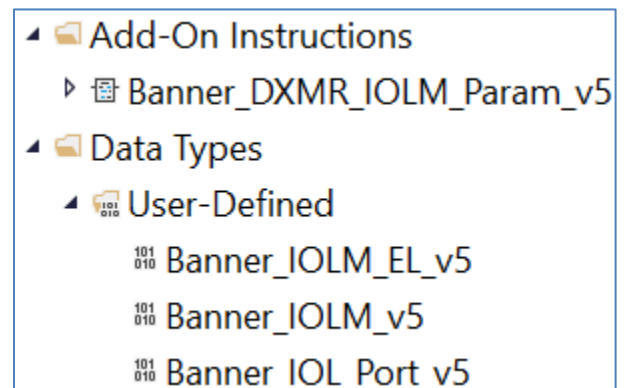 Add-On Instructions
Banner_DXMR_IOLM_Param_v5
Data Types
User-Defined
Banner_IOLM_EL_v5
Banner_IOLM_v5
Banner_IOL_Port_v5